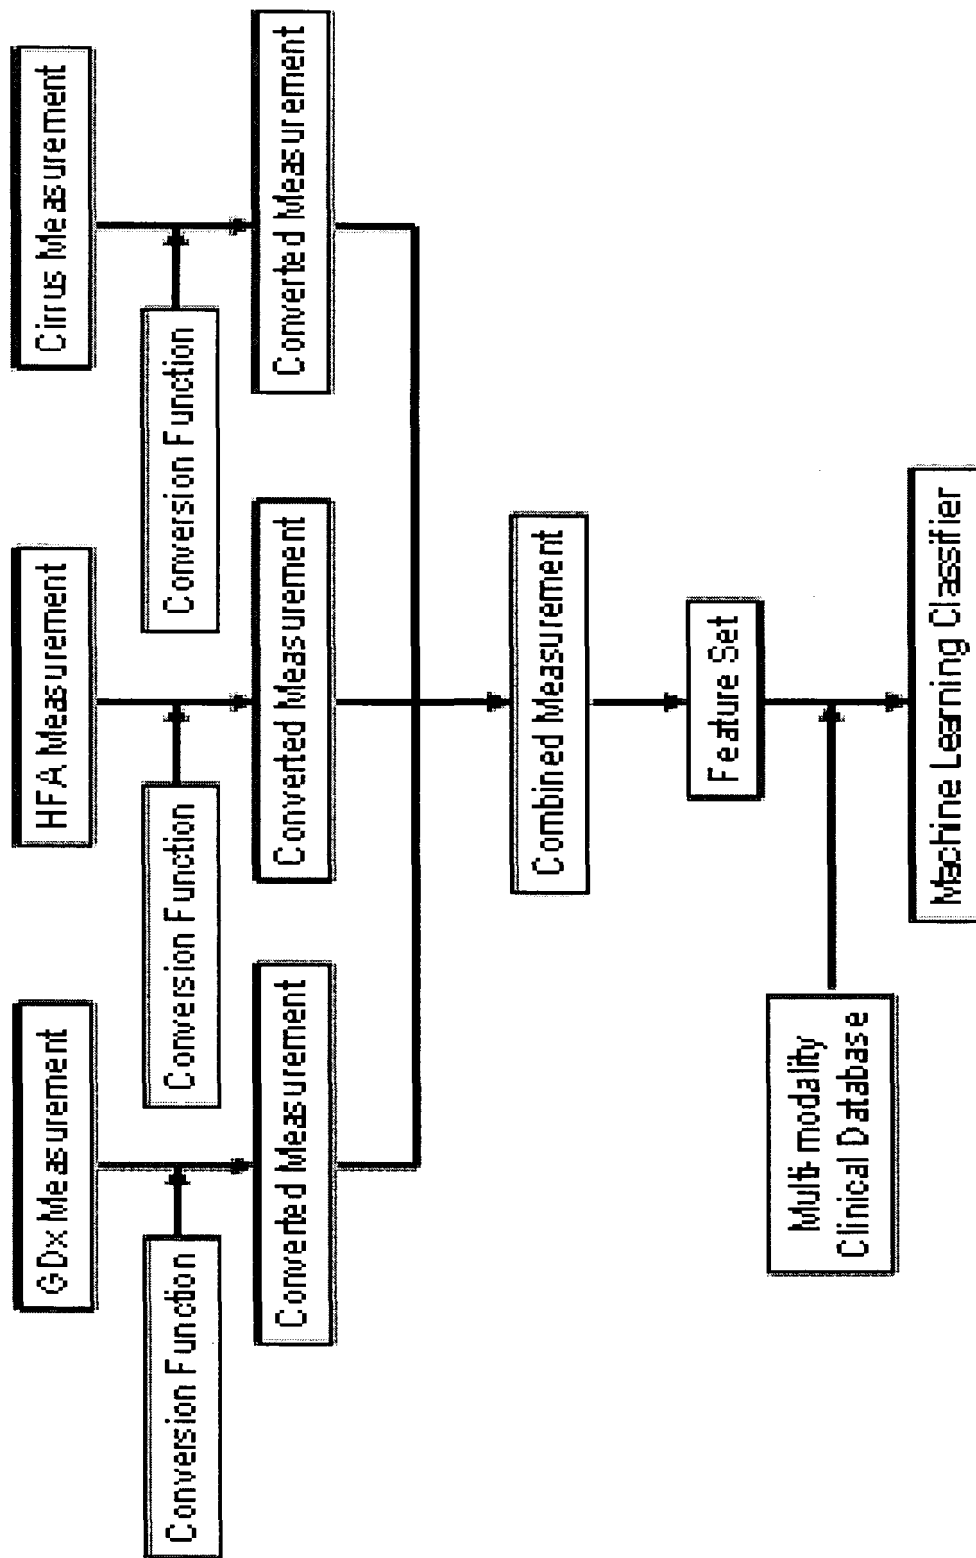 GDx Measurement
HFA Measurement
Cirrus Measurement
Conversion Function
Conversion Function
Conversion Function
Converted Measurement
Converted Measurement
Converted Measurement
Combined Measurement
Feature Set
Multi-modality
Clinical Database
Machine Learning Classifier